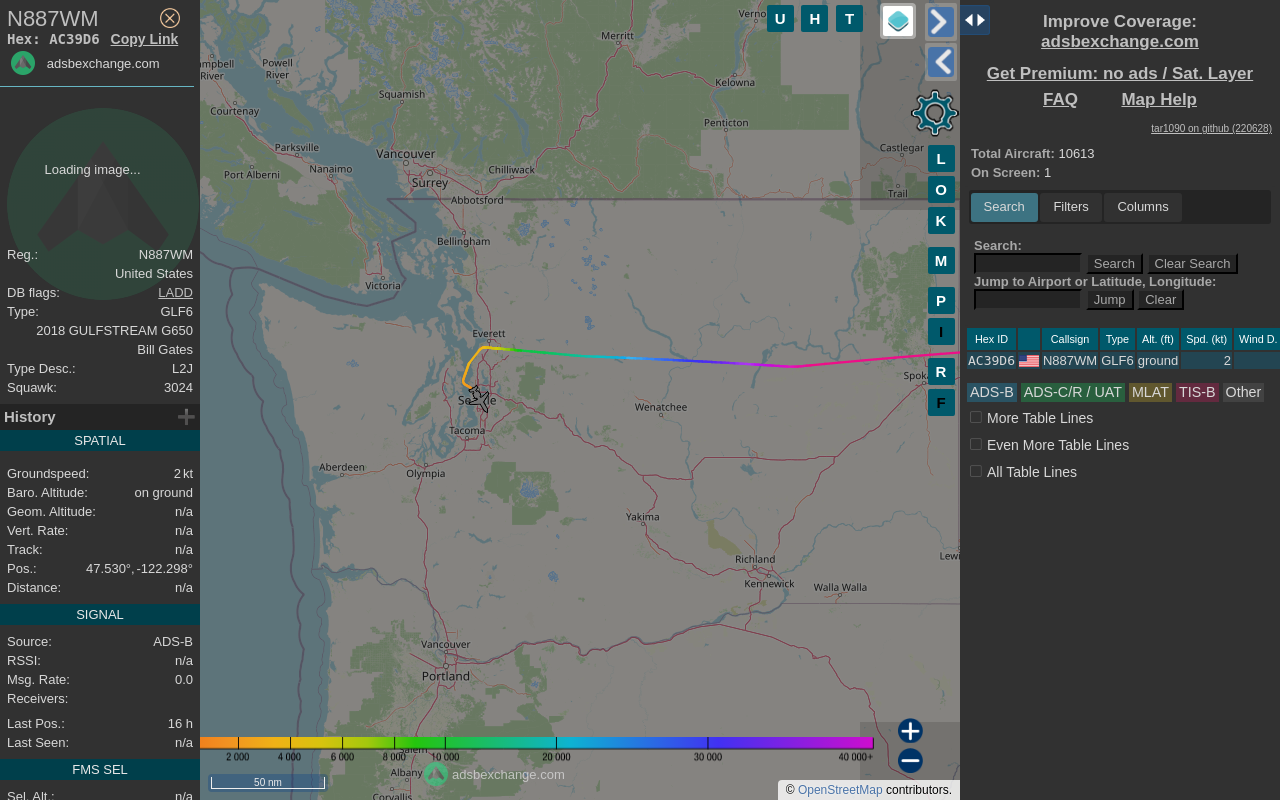 N887WM
Hex: AC39D6 Copy Link
adsbexchange.com
Loading image...
Reg.: N887WM
United States
DB flags: LADD
Type: GLF6
2018 GULFSTREAM G650
Bill Gates
Type Desc.: L2J
Squawk: 3024
History
SPATIAL
Groundspeed: 2 kt
Baro. Altitude: on ground
Geom. Altitude: n/a
Vert. Rate: n/a
Track: n/a
Pos.: 47.530°, -122.298°
Distance: n/a
SIGNAL
Source: ADS-B
RSSI: n/a
Msg. Rate: 0.0
Receivers:
Last Pos.: 16 h
Last Seen: n/a
FMS SEL
Sel. Alt.: n/a
U H T
Merritt
Powell
River
River
Squamish
Kelowna
Courtenay
Penticton
Parksville
Vancouver
Castlegar
Nanaimo
Port Alberni
Chilliwack
Surrey
Trail
Abbotsford
Bellingham
Victoria
Everett
Wenatchee
Tacoma
Aberdeen
Olympia
Yakima
Richland
Kennewick
Walla Walla
Vancouver
Portland
Albany
Corvallis
L
O
K
M
P
I
R
F
2 000 4 000 6 000 8 000 10 000 20 000 30 000 40 000+
adsbexchange.com
50 nm
© OpenStreetMap contributors.
Improve Coverage:
adsbexchange.com
Get Premium: no ads / Sat. Layer
FAQ Map Help
tar1090 on github (220628)
Total Aircraft: 10613
On Screen: 1
Search Filters Columns
Search:
Search Clear Search
Jump to Airport or Latitude, Longitude:
Jump Clear
Hex ID Callsign Type Alt. (ft) Spd. (kt) Wind D.
AC39D6 N887WM GLF6 ground 2
ADS-B ADS-C/R / UAT MLAT TIS-B Other
More Table Lines
Even More Table Lines
All Table Lines